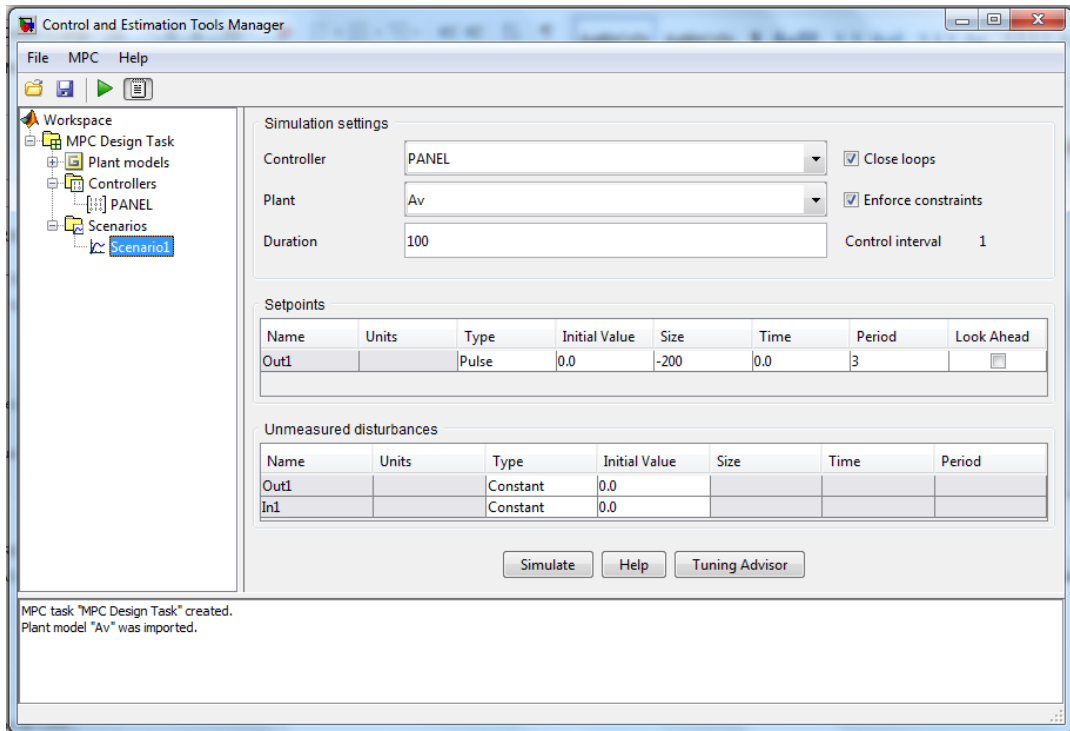 Control and Estimation Tools Manager
File MPC Help
Workspace
MPC Design Task
Plant models
Controllers
PANEL
Scenarios
Scenario1
Simulation settings
Controller PANEL Close loops
Plant Av Enforce constraints
Duration 100 Control interval 1
Setpoints
Name Units Type Initial Value Size Time Period Look Ahead
Out1 Pulse 0.0 -200 0.0 3
Unmeasured disturbances
Name Units Type Initial Value Size Time Period
Out1 Constant 0.0
In1 Constant 0.0
Simulate Help Tuning Advisor
MPC task "MPC Design Task" created.
Plant model "Av" was imported.